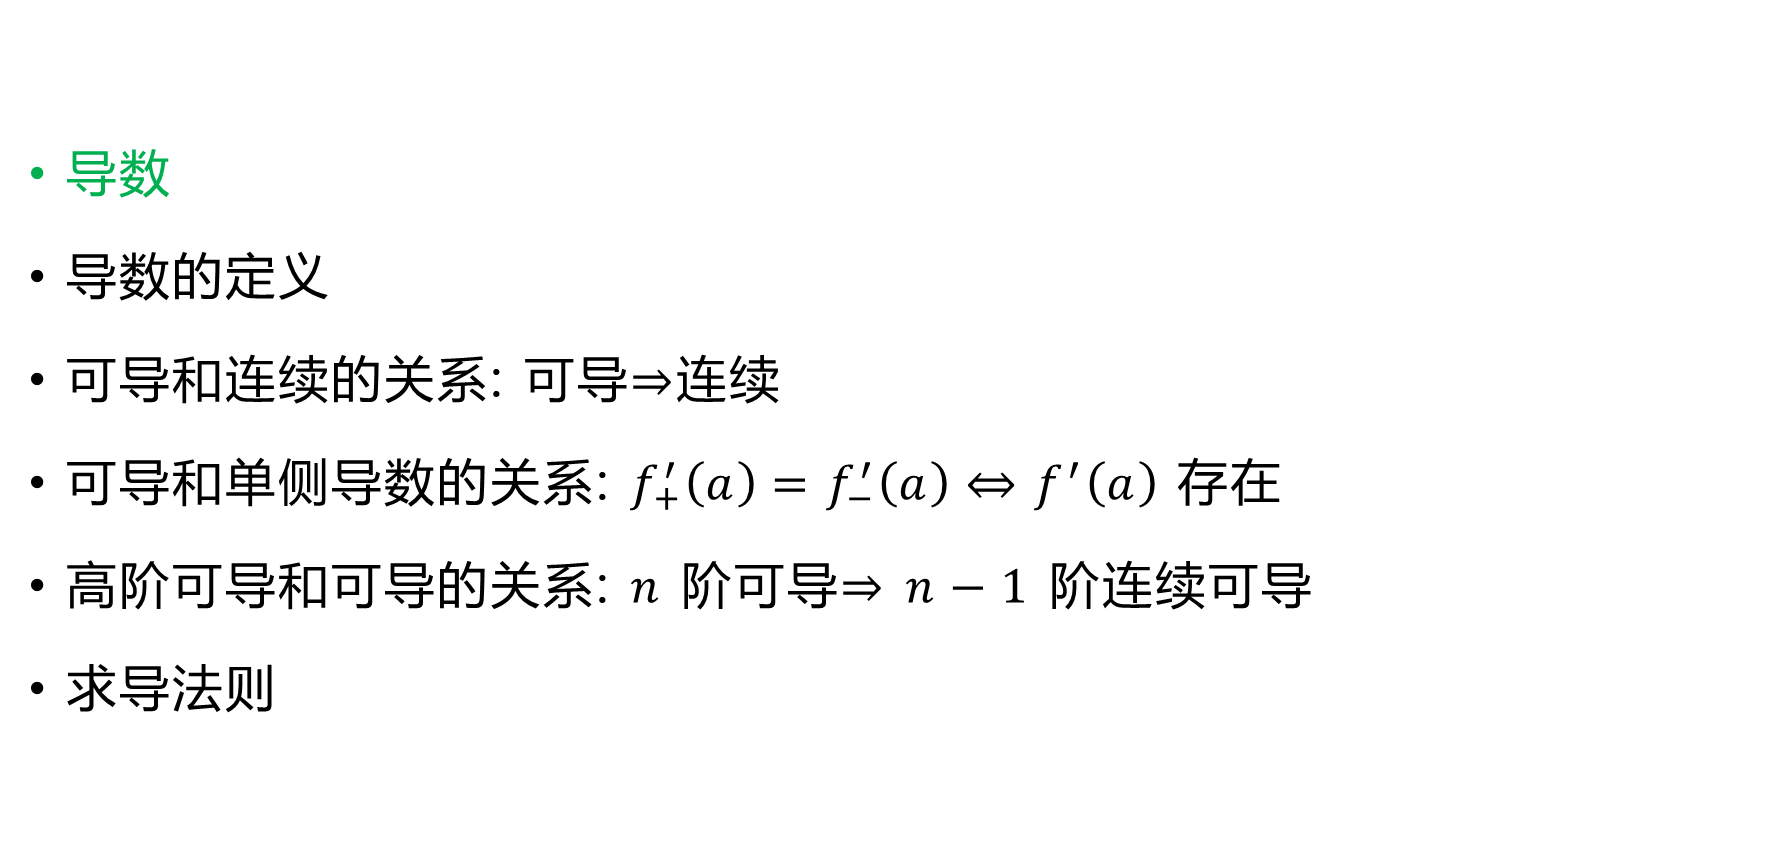 • 导数
• 导数的定义
• 可导和连续的关系: 可导⇒连续
• 可导和单侧导数的关系: f₊′(a) = f₋′(a) ⇔ f′(a) 存在
• 高阶可导和可导的关系: n 阶可导⇒ n − 1 阶连续可导
• 求导法则